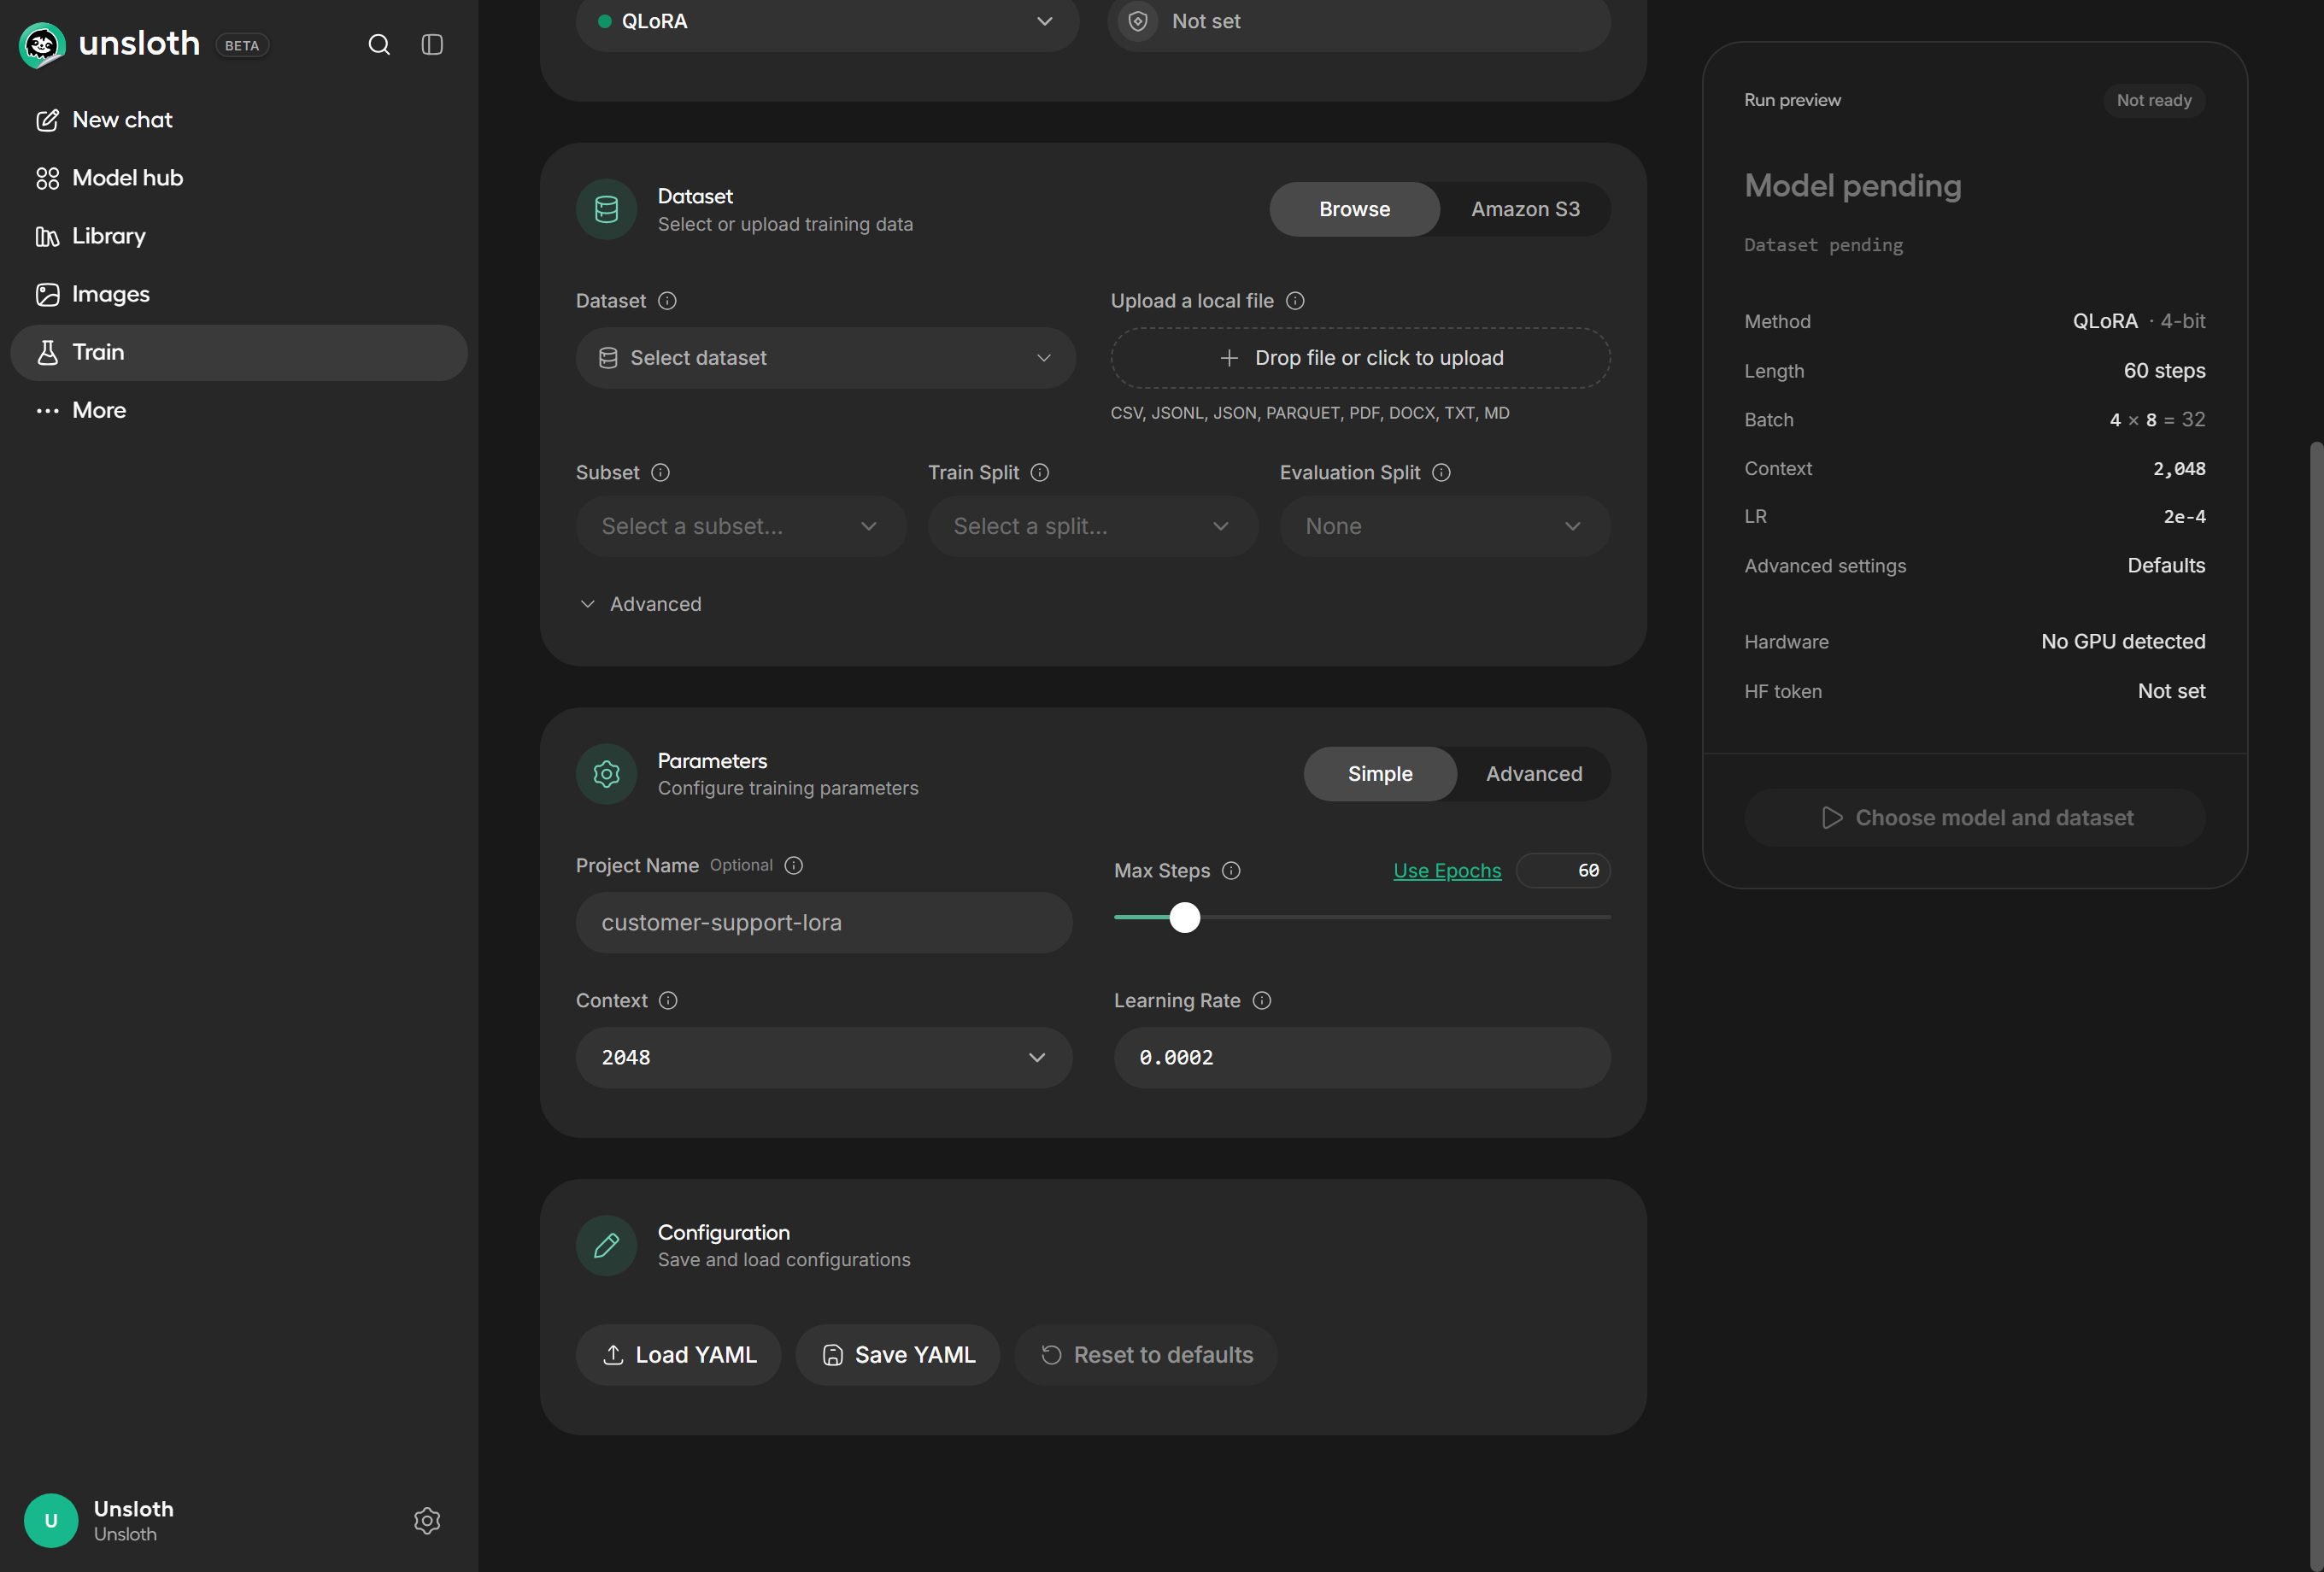 unsloth BETA
New chat
Model hub
Library
Images
Train
More
U
Unsloth
Unsloth
QLoRA
Not set
Dataset
Select or upload training data
Browse
Amazon S3
Dataset
Upload a local file
Select dataset
Drop file or click to upload
CSV, JSONL, JSON, PARQUET, PDF, DOCX, TXT, MD
Subset
Train Split
Evaluation Split
Select a subset...
Select a split...
None
Advanced
Parameters
Configure training parameters
Simple
Advanced
Project Name Optional
Max Steps
Use Epochs
60
customer-support-lora
Context
Learning Rate
2048
0.0002
Configuration
Save and load configurations
Load YAML
Save YAML
Reset to defaults
Run preview
Not ready
Model pending
Dataset pending
Method QLoRA · 4-bit
Length 60 steps
Batch 4 × 8 = 32
Context 2,048
LR 2e-4
Advanced settings Defaults
Hardware No GPU detected
HF token Not set
Choose model and dataset